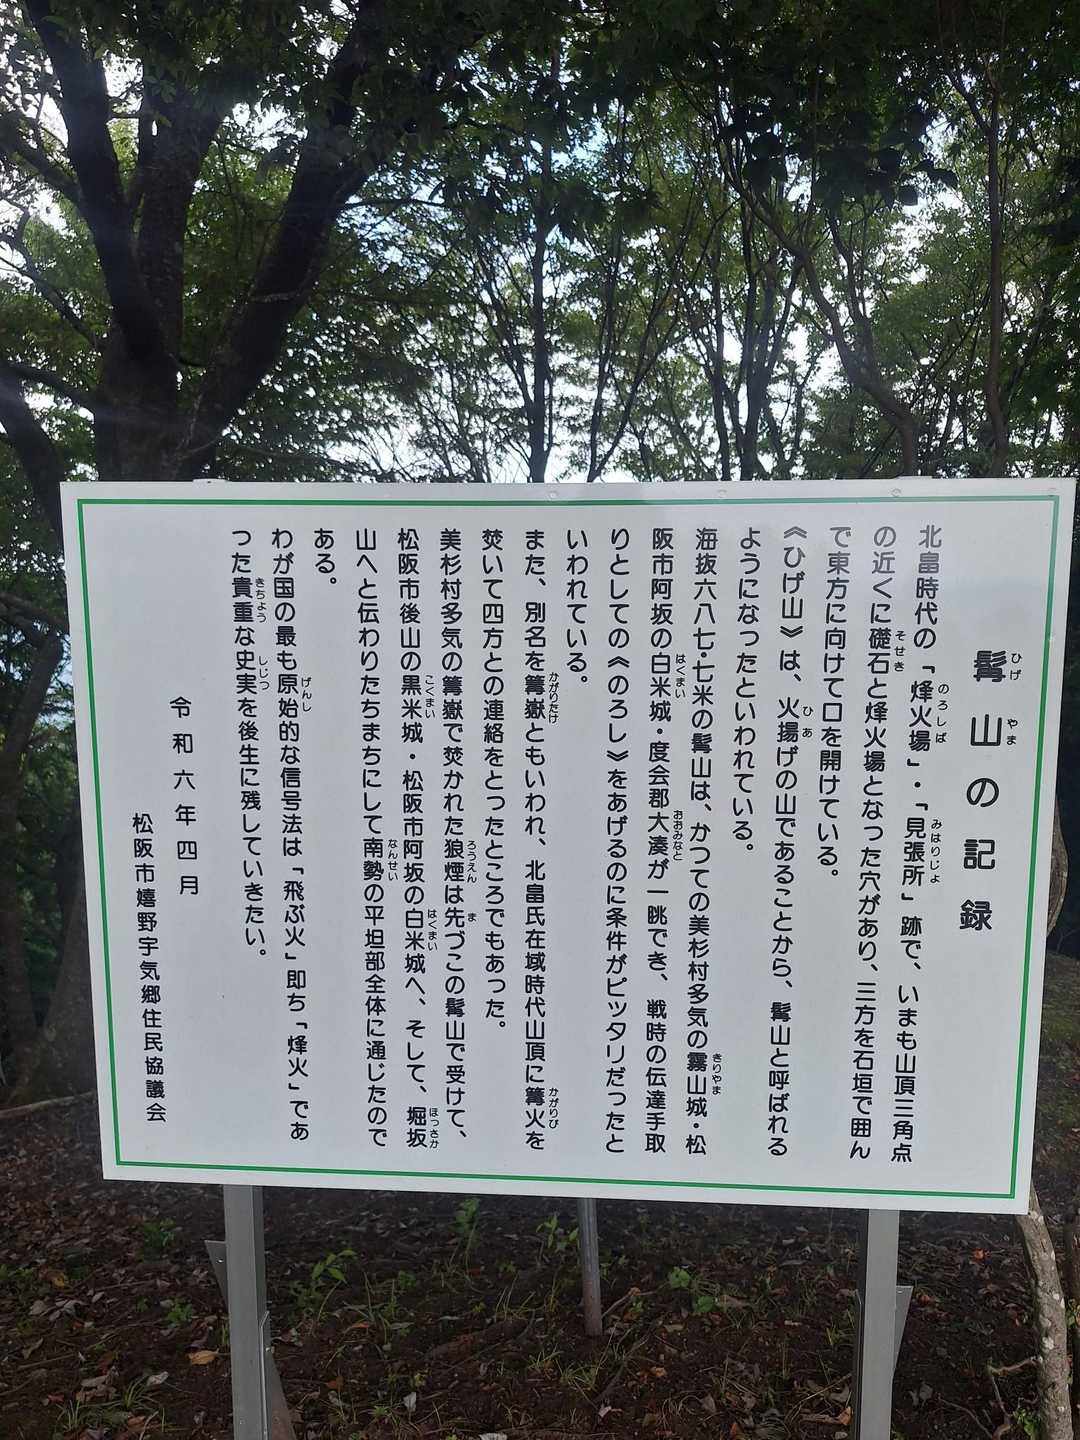 髯山の記録
北畠時代の「烽火場」・「見張所」跡で、いまも山頂三角点
の近くに礎石と烽火場となった穴があり、三方を石垣で囲ん
で東方に向けて口を開けている。
《ひげ山》は、火揚げの山であることから、髯山と呼ばれる
ようになったといわれている。
海抜六八七・七米の髯山は、かつての美杉村多気の霧山城・松
阪市阿坂の白米城・度会郡大湊が一眺でき、戦時の伝達手取
りとしての《のろし》をあげるのに条件がピッタリだったと
いわれている。
また、別名を篝嶽ともいわれ、北畠氏在域時代山頂に篝火を
焚いて四方との連絡をとったところでもあった。
美杉村多気の篝嶽で焚かれた狼煙は先づこの髯山で受けて、
松阪市後山の黒米城・松阪市阿坂の白米城へ、そして、堀坂
山へと伝わりたちまちにして南勢の平坦部全体に通じたので
ある。
わが国の最も原始的な信号法は「飛ぶ火」即ち「烽火」であ
った貴重な史実を後生に残していきたい。
令和六年四月
松阪市嬉野宇気郷住民協議会